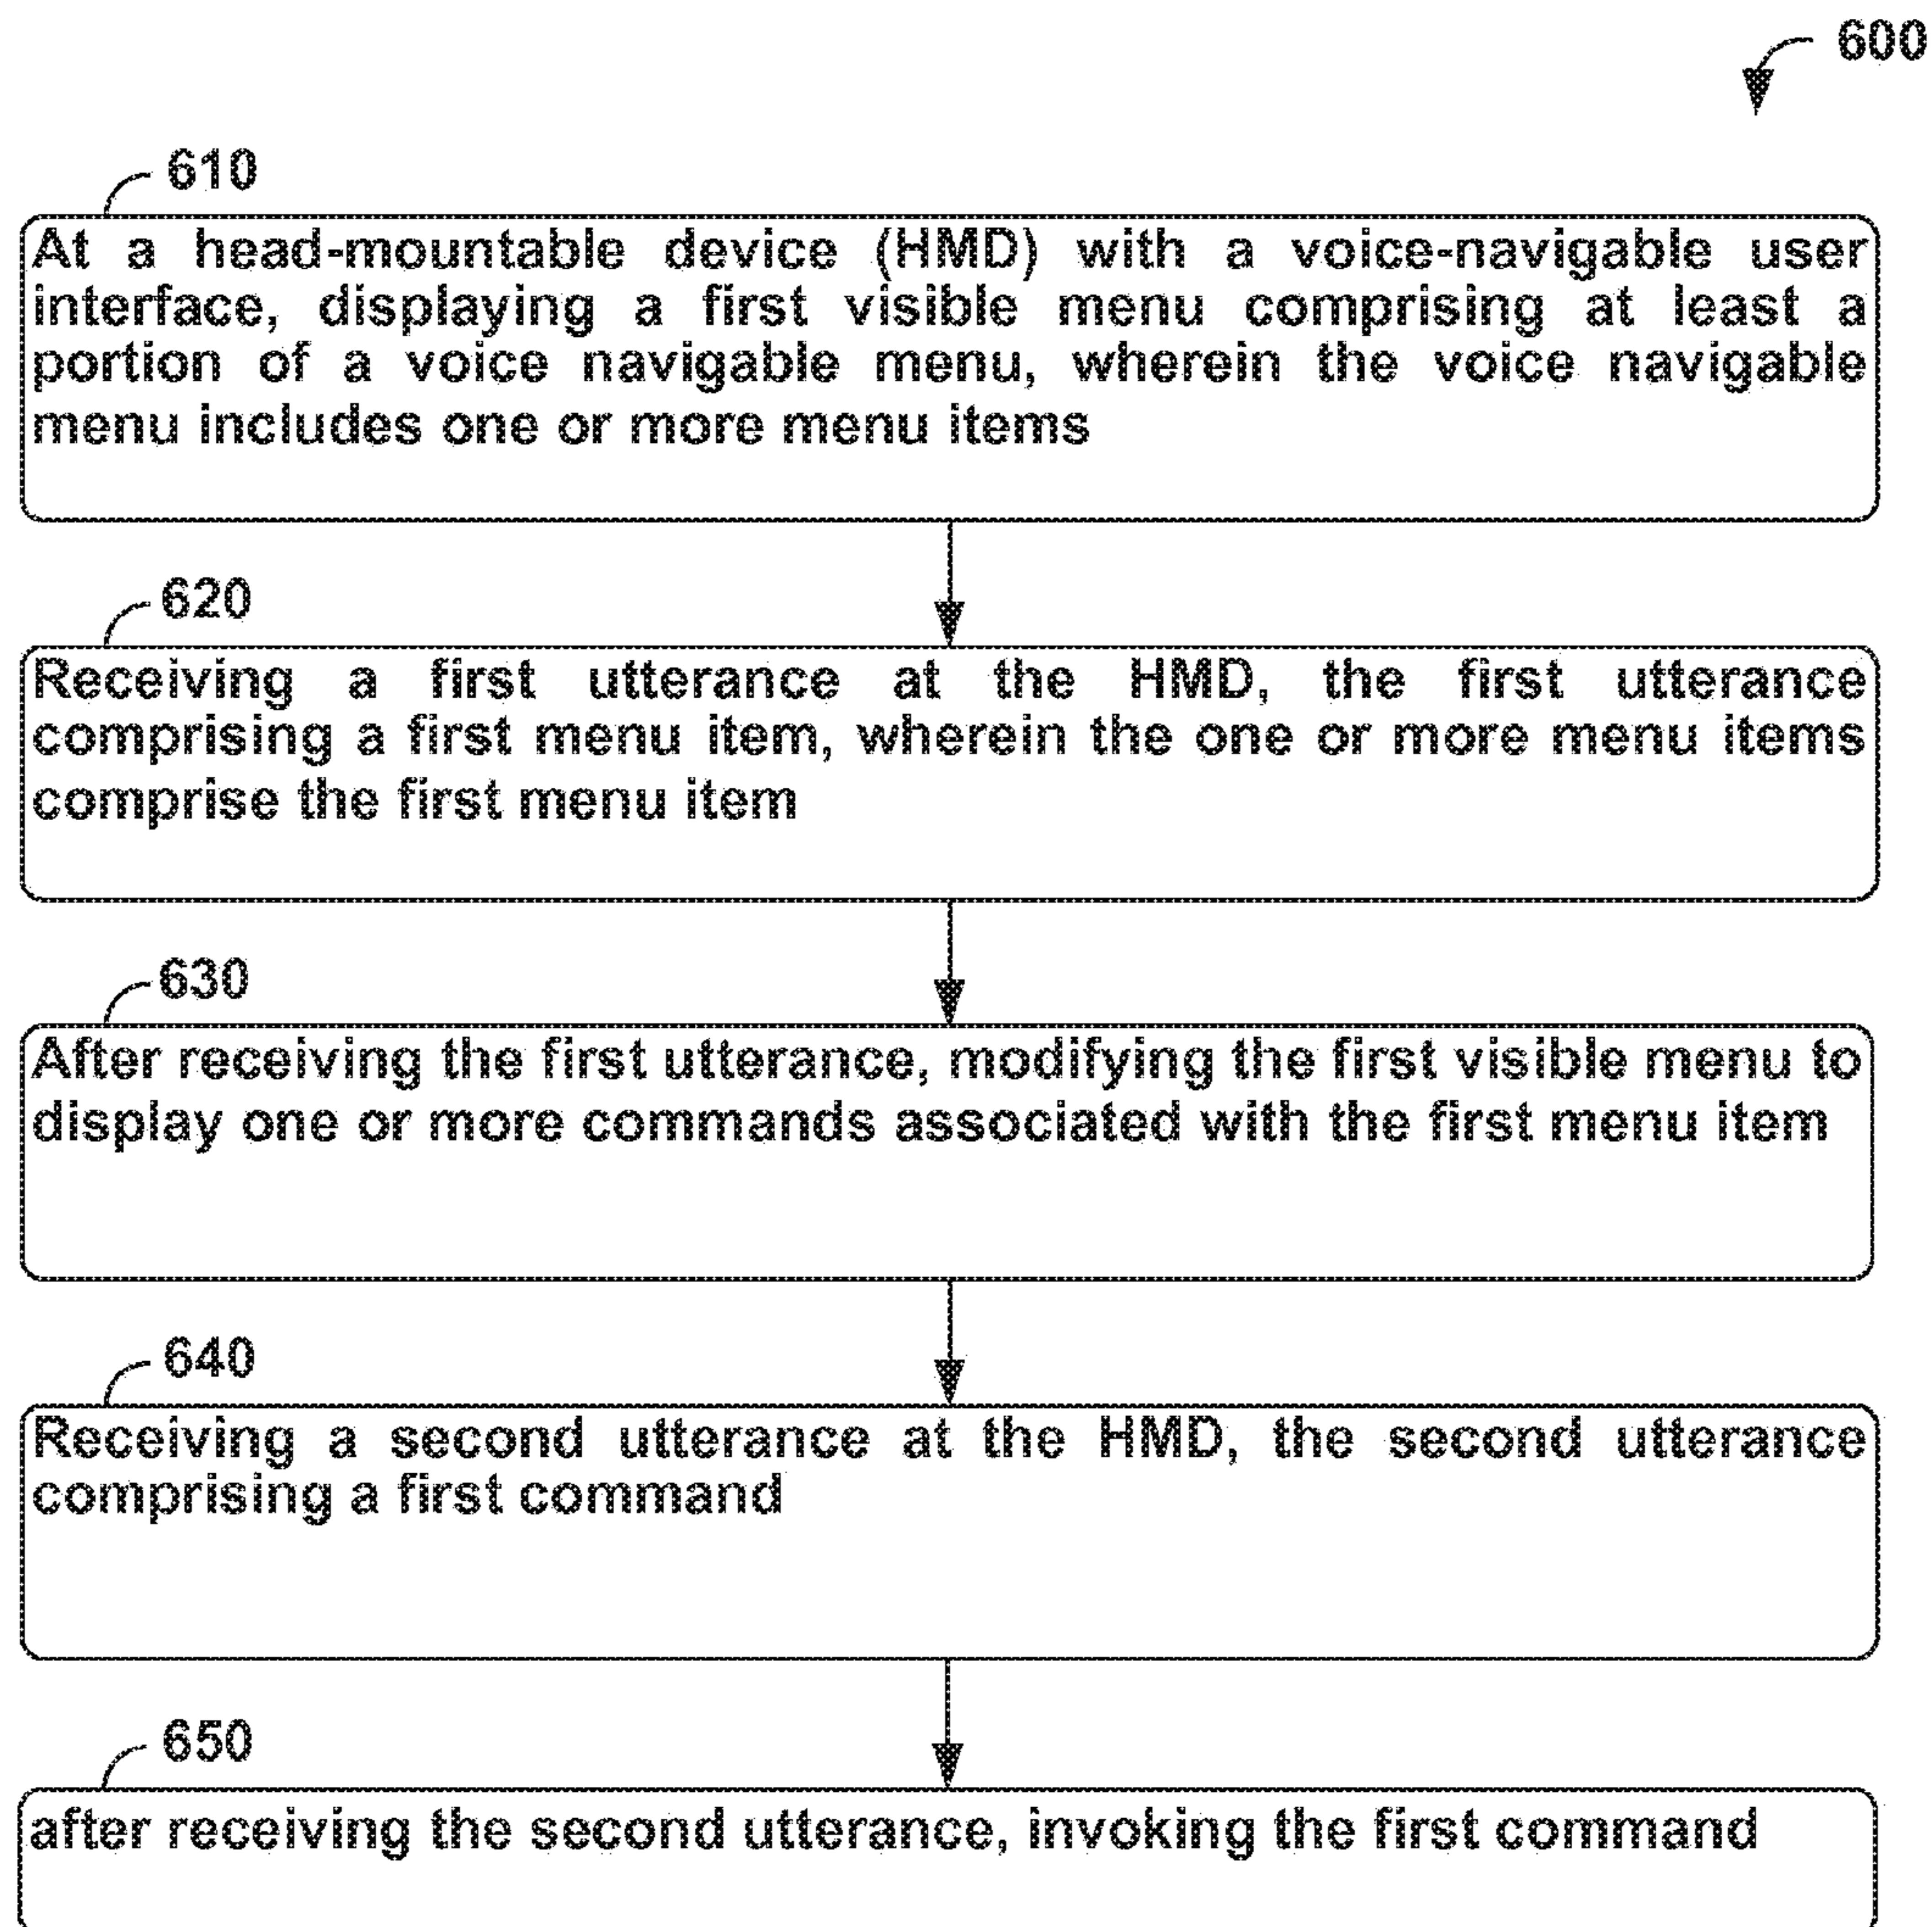 600
610
At a head-mountable device (HMD) with a voice-navigable user
interface, displaying a first visible menu comprising at least a
portion of a voice navigable menu, wherein the voice navigable
menu includes one or more menu items
620
Receiving a first utterance at the HMD, the first utterance
comprising a first menu item, wherein the one or more menu items
comprise the first menu item
630
After receiving the first utterance, modifying the first visible menu to
display one or more commands associated with the first menu item
640
Receiving a second utterance at the HMD, the second utterance
comprising a first command
650
after receiving the second utterance, invoking the first command